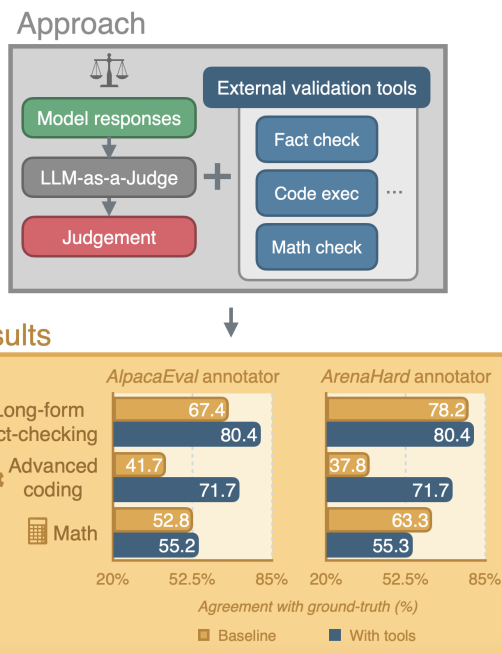 Approach
Model responses
LLM-as-a-Judge
Judgement
External validation tools
Fact check
Code exec
Math check
...
sults
AlpacaEval annotator
ArenaHard annotator
Long-form
ct-checking
67.4
80.4
78.2
80.4
Advanced
coding
41.7
71.7
37.8
71.7
Math
52.8
55.2
63.3
55.3
20%
52.5%
85%
20%
52.5%
85%
Agreement with ground-truth (%)
Baseline
With tools